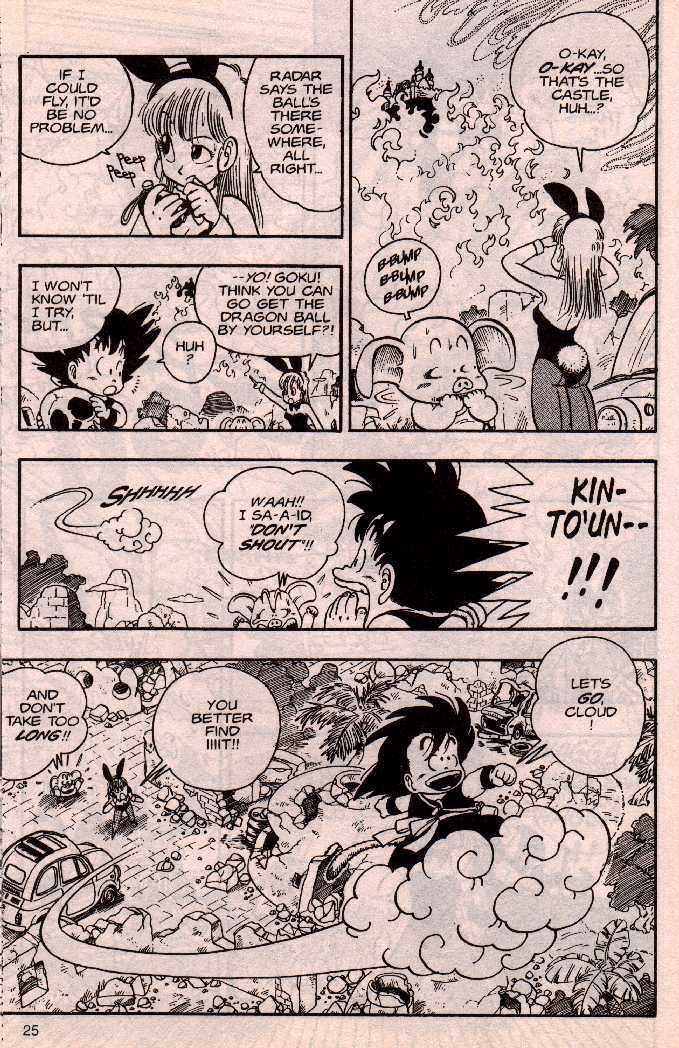 O-KAY,
O-KAY...SO
THAT'S THE
CASTLE,
HUH...?
B-BUMP
B-BUMP
B-BUMP
RADAR
SAYS THE
BALL'S
THERE
SOME-
WHERE,
ALL
RIGHT...
IF I
COULD
FLY, IT'D
BE NO
PROBLEM...
PEEP
PEEP
--YO! GOKU!
THINK YOU CAN
GO GET THE
DRAGON BALL
BY YOURSELF?!
HUH
?
I WON'T
KNOW 'TIL
I TRY,
BUT...
KIN-
TO'UN--
!!!
WAAH!!
I SA-A-ID,
"DON'T
SHOUT"!!
SHHHHH
LET'S
GO,
CLOUD
!
YOU
BETTER
FIND
IIIIT!!
AND
DON'T
TAKE TOO
LONG!!
25